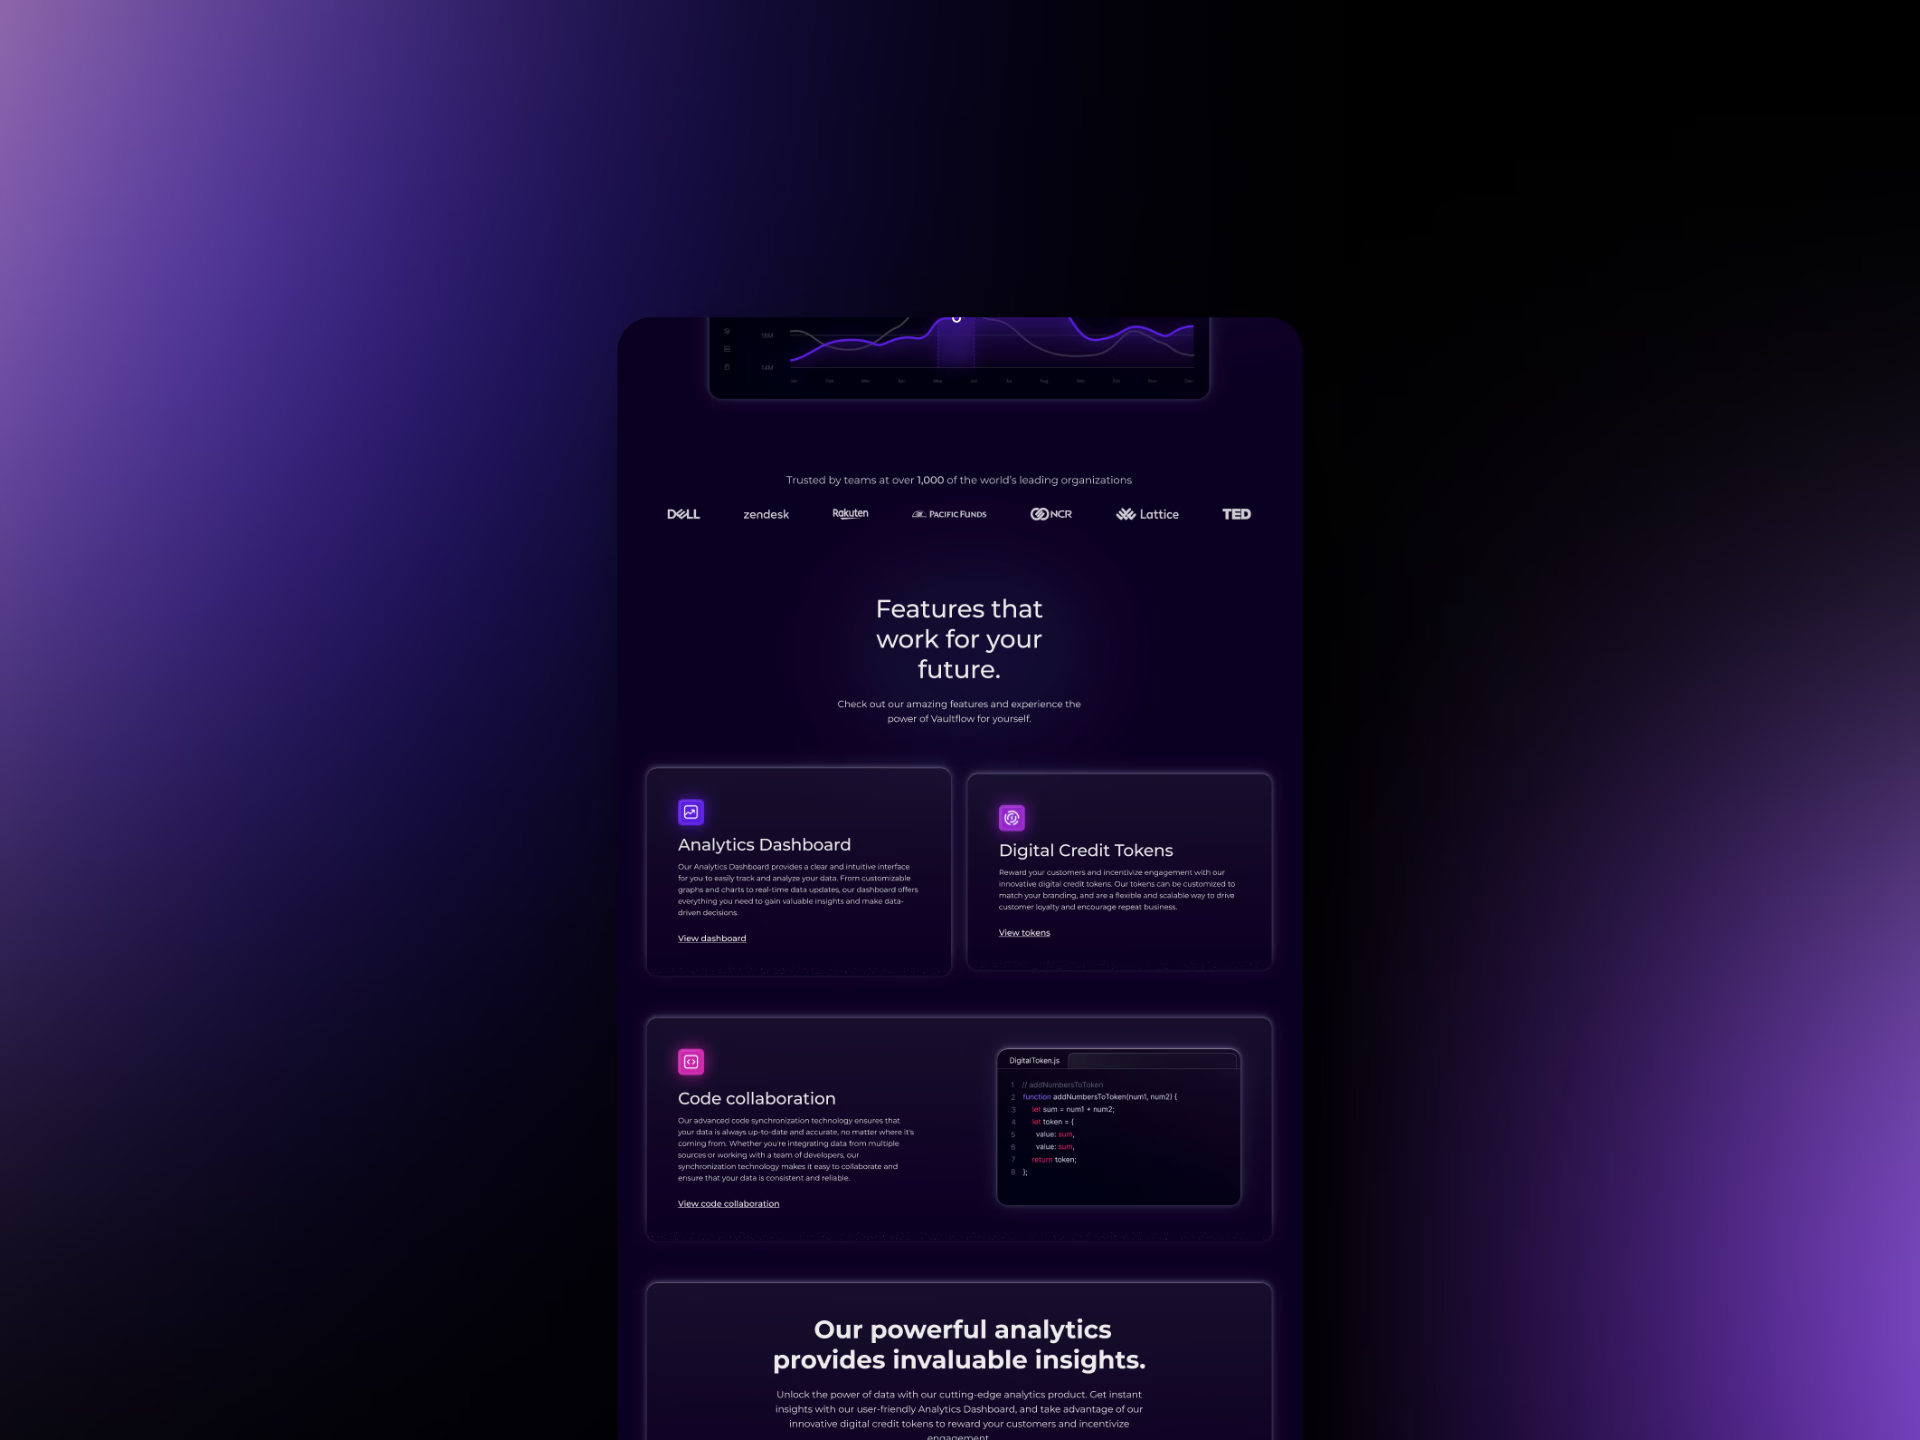 18M
14M
Jan Feb Mar Apr May Jun Jul Aug Sep Oct Nov Dec
Trusted by teams at over 1,000 of the world's leading organizations
DELL zendesk Rakuten PACIFIC FUNDS NCR Lattice TED
Features that
work for your
future.
Check out our amazing features and experience the
power of Vaultflow for yourself.
Analytics Dashboard
Our Analytics Dashboard provides a clear and intuitive interface
for you to easily track and analyze your data. From customizable
graphs and charts to real-time data updates, our dashboard offers
everything you need to gain valuable insights and make data-
driven decisions.
View dashboard
Digital Credit Tokens
Reward your customers and incentivize engagement with our
innovative digital credit tokens. Our tokens can be customized to
match your branding, and are a flexible and scalable way to drive
customer loyalty and encourage repeat business.
View tokens
Code collaboration
Our advanced code synchronization technology ensures that
your data is always up-to-date and accurate, no matter where it's
coming from. Whether you're integrating data from multiple
sources or working with a team of developers, our
synchronization technology makes it easy to collaborate and
ensure that your data is consistent and reliable.
View code collaboration
DigitalToken.js
1 // addNumbersToToken
2 function addNumbersToToken(num1, num2) {
3 let sum = num1 + num2;
4 let token = {
5 value: sum,
6 value: sum,
7 return token;
8 };
Our powerful analytics
provides invaluable insights.
Unlock the power of data with our cutting-edge analytics product. Get instant
insights with our user-friendly Analytics Dashboard, and take advantage of our
innovative digital credit tokens to reward your customers and incentivize
engagement.